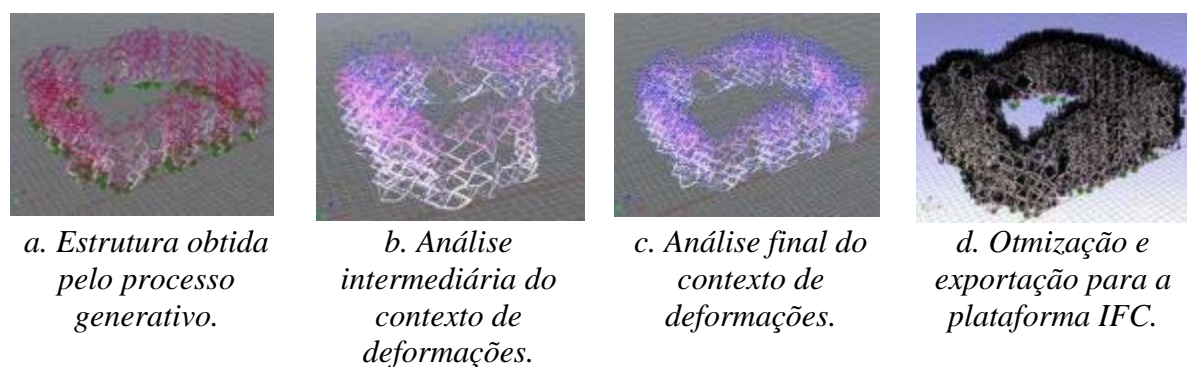 a. Estrutura obtida
pelo processo
generativo.
b. Análise
intermediária do
contexto de
deformações.
c. Análise final do
contexto de
deformações.
d. Otmização e
exportação para a
plataforma IFC.